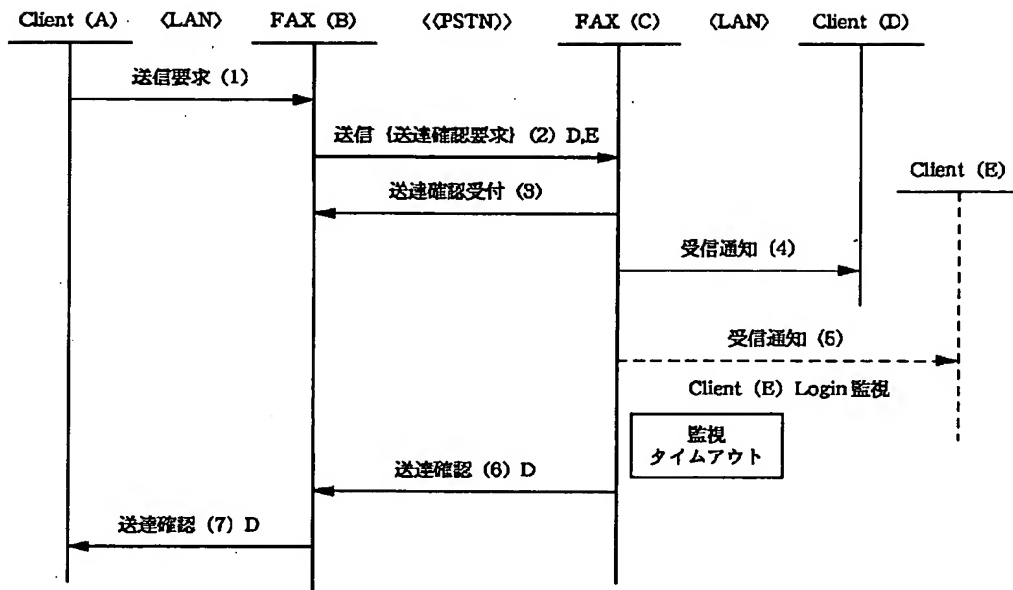 Client (A) 〈LAN〉 FAX (B) 《PSTN》 FAX (C) 〈LAN〉 Client (D)
送信要求 (1)
送信 {送達確認要求} (2) D,E
Client (E)
送達確認受付 (3)
受信通知 (4)
受信通知 (5)
Client (E) Login 監視
監視
タイムアウト
送達確認 (6) D
送達確認 (7) D